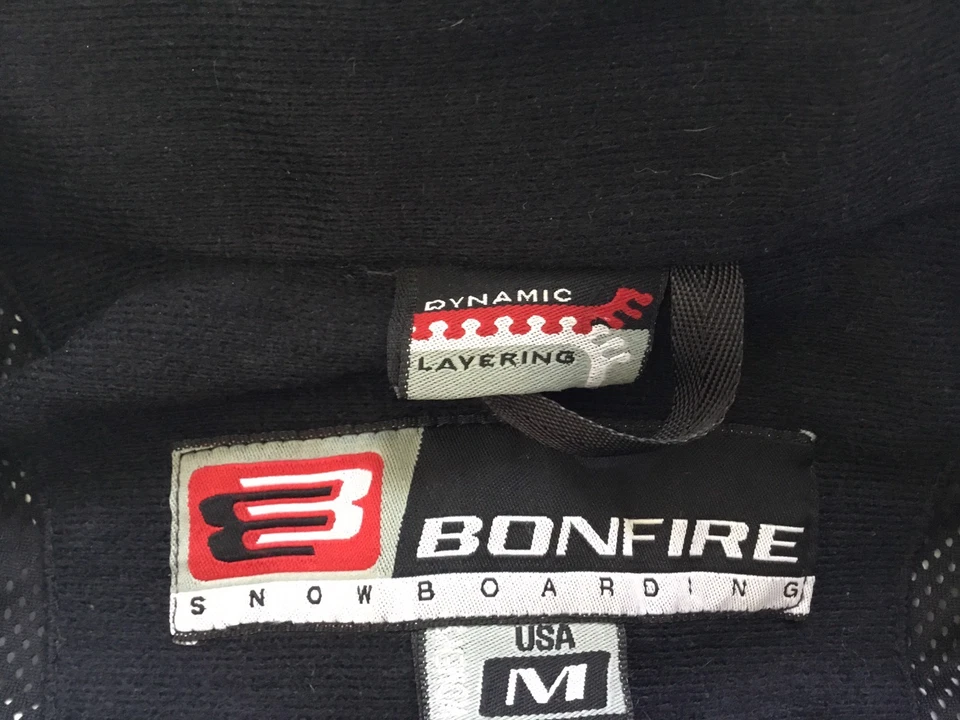 DYNAMIC
LAYERING
BONFIRE
SNOWBOARDING
USA
M